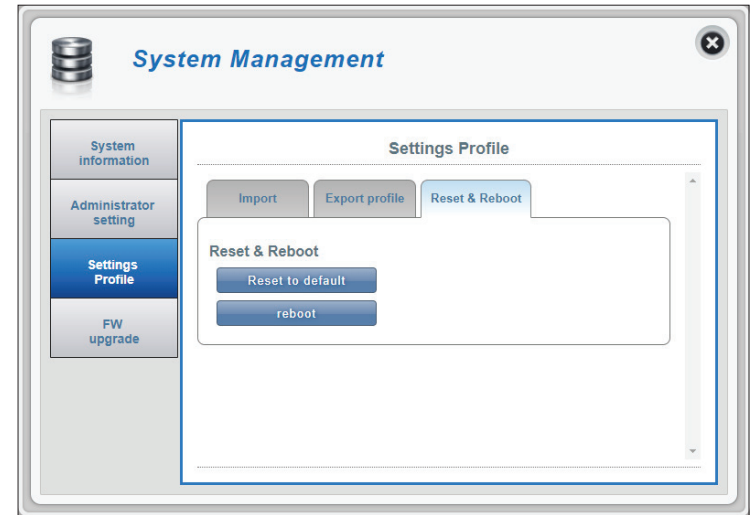 System Management
System
information
Administrator
setting
Settings
Profile
FW
upgrade
Settings Profile
Import
Export profile
Reset & Reboot
Reset & Reboot
Reset to default
reboot